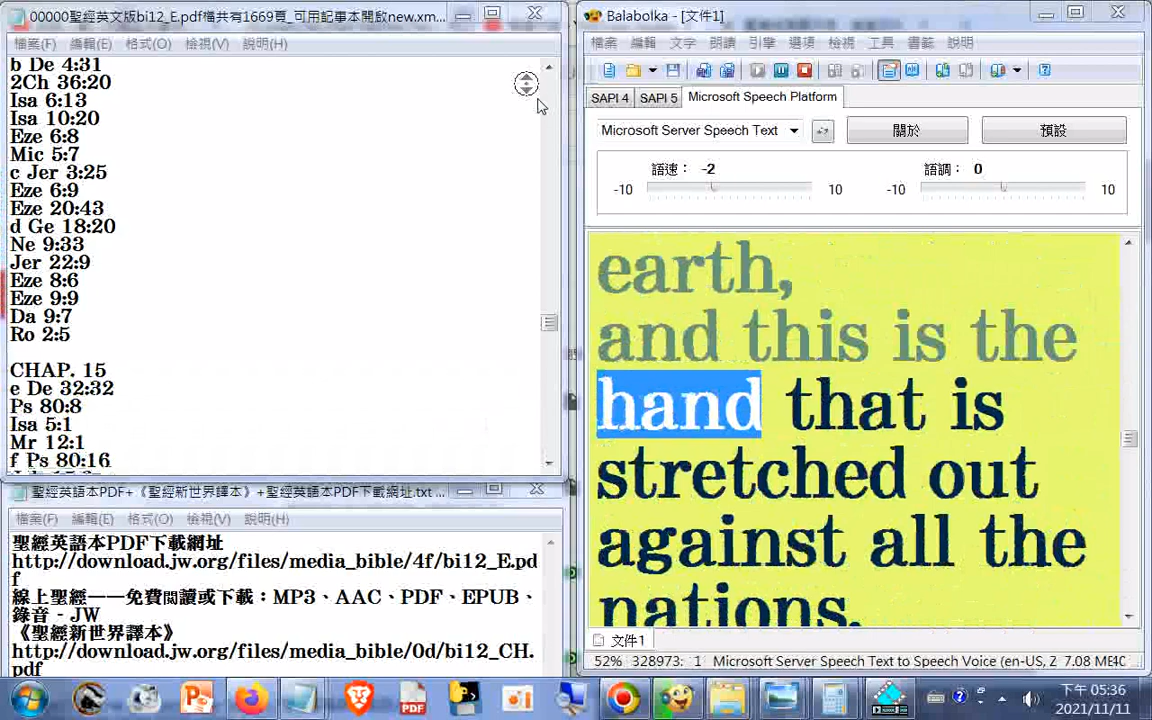 00000聖經英文版bi12_E.pdf檔共有1669頁_可用記事本開啟new.xm...
檔案(F) 編輯(E) 格式(O) 檢視(V) 說明(H)
b De 4:31
2Ch 36:20
Isa 6:13
Isa 10:20
Eze 6:8
Mic 5:7
c Jer 3:25
Eze 6:9
Eze 20:43
d Ge 18:20
Ne 9:33
Jer 22:9
Eze 8:6
Eze 9:9
Da 9:7
Ro 2:5
CHAP. 15
e De 32:32
Ps 80:8
Isa 5:1
Mr 12:1
f Ps 80:16
聖經英語本PDF+《聖經新世界譯本》+聖經英語本PDF下載網址.txt ...
檔案(F) 編輯(E) 格式(O) 檢視(V) 說明(H)
聖經英語本PDF下載網址
http://download.jw.org/files/media_bible/4f/bi12_E.pd
f
線上聖經——免費閱讀或下載：MP3、AAC、PDF、EPUB、
錄音 - JW
《聖經新世界譯本》
http://download.jw.org/files/media_bible/0d/bi12_CH.
pdf
Balabolka - [文件1]
檔案 編輯 文字 朗讀 引擎 選項 檢視 工具 書籤 說明
SAPI 4 SAPI 5 Microsoft Speech Platform
Microsoft Server Speech Text 關於 預設
語速： -2 語調： 0
-10 10 -10 10
earth,
and this is the
hand that is
stretched out
against all the
nations.
文件1
52% 328973: 1 Microsoft Server Speech Text to Speech Voice (en-US, Z 7.08 ME
下午 05:36
2021/11/11